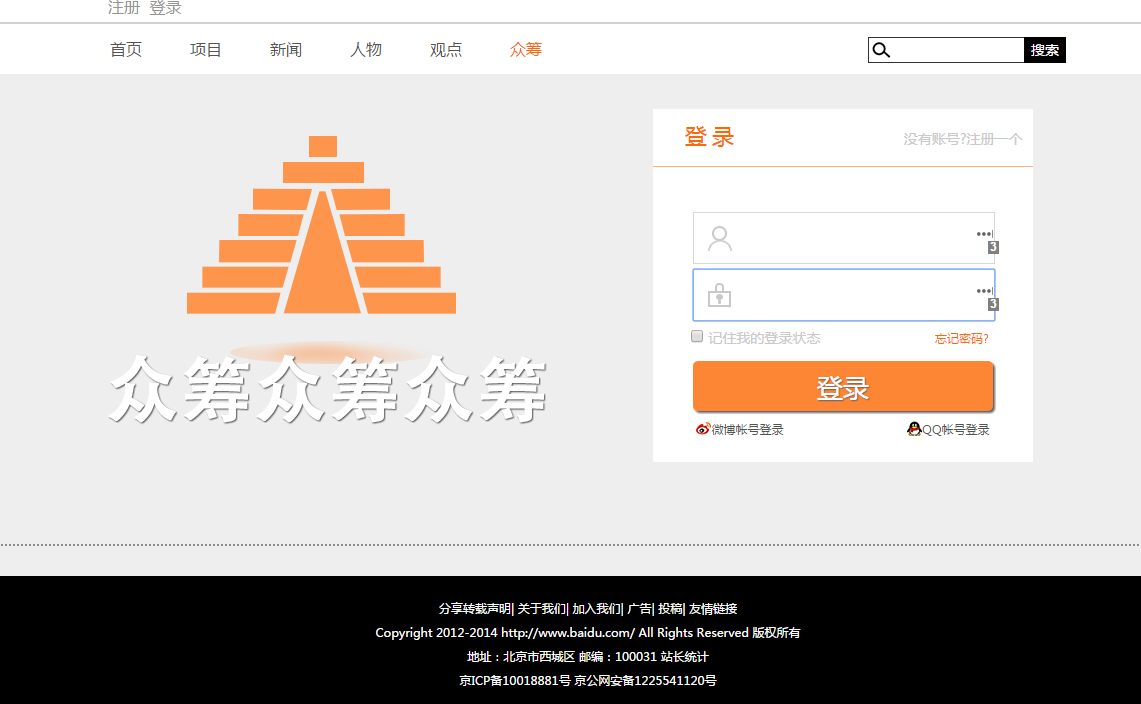 注册 登录
首页 项目 新闻 人物 观点 众筹 搜索
登录 没有账号?注册一个
3
3
记住我的登录状态 忘记密码?
众筹众筹众筹
登录
微博帐号登录 QQ帐号登录
分享转载声明| 关于我们| 加入我们| 广告| 投稿| 友情链接
Copyright 2012-2014 http://www.baidu.com/ All Rights Reserved 版权所有
地址：北京市西城区 邮编：100031 站长统计
京ICP备10018881号 京公网安备1225541120号